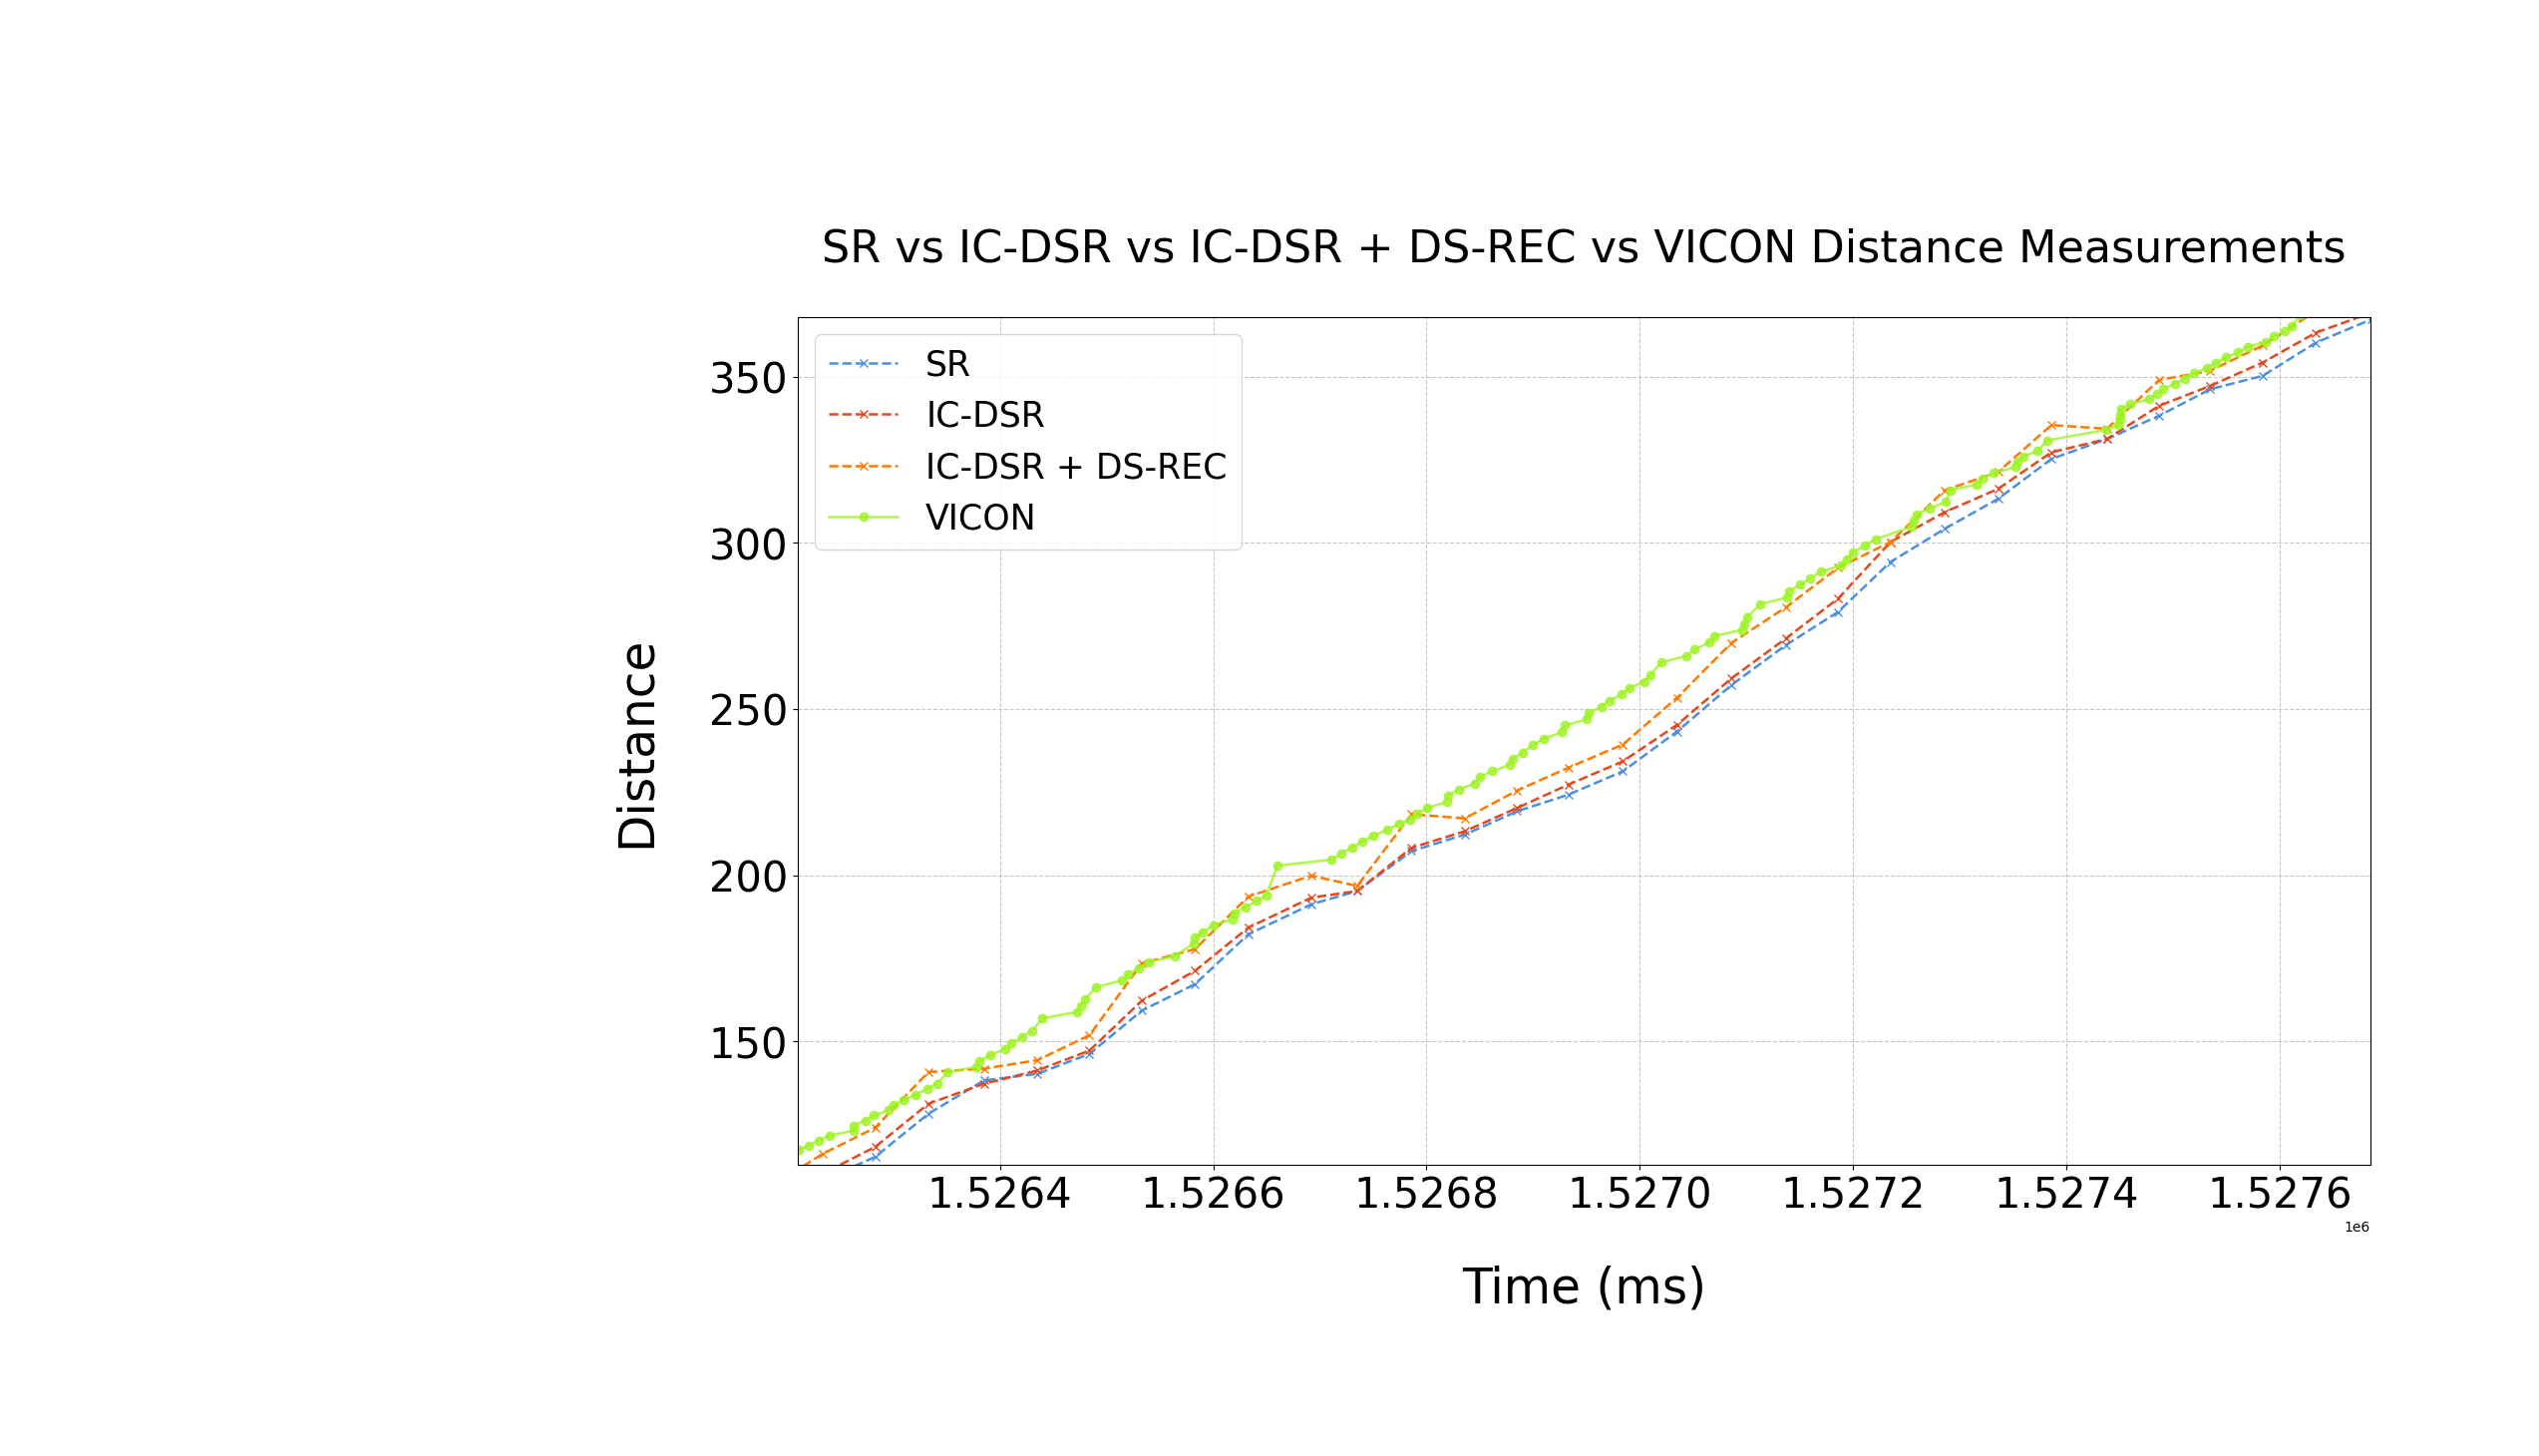 SR vs IC-DSR vs IC-DSR + DS-REC vs VICON Distance Measurements
SR
IC-DSR
IC-DSR + DS-REC
VICON
350
300
250
200
150
Distance
1.5264 1.5266 1.5268 1.5270 1.5272 1.5274 1.5276
1e6
Time (ms)